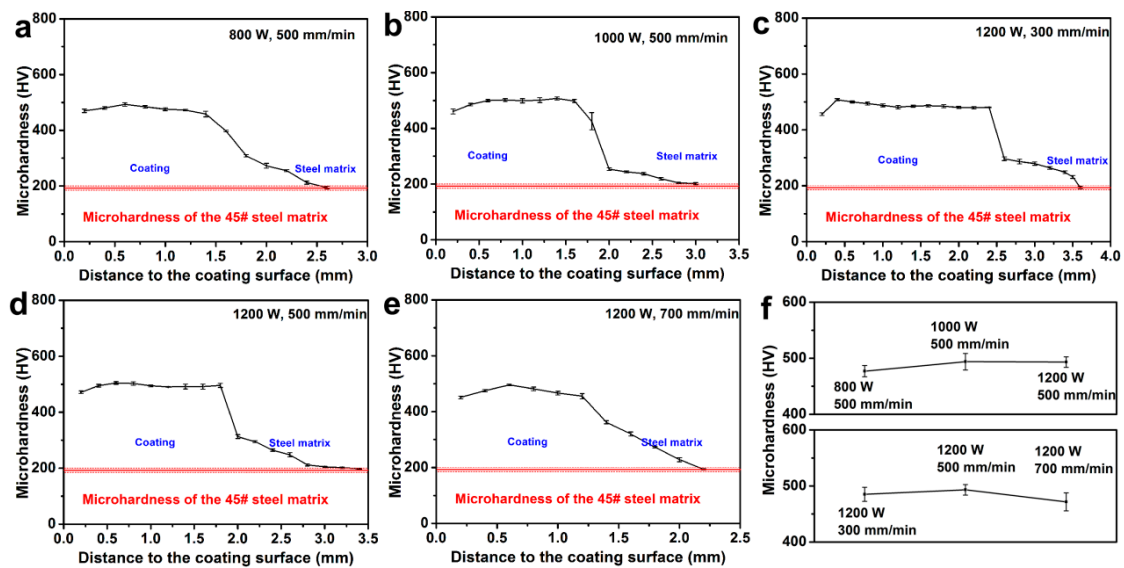 a
800 W, 500 mm/min
Microhardness (HV)
800
600
400
200
0
Coating
Steel matrix
Microhardness of the 45# steel matrix
0.0 0.5 1.0 1.5 2.0 2.5 3.0
Distance to the coating surface (mm)
b
1000 W, 500 mm/min
Microhardness (HV)
800
600
400
200
0
Coating
Steel matrix
Microhardness of the 45# steel matrix
0.0 0.5 1.0 1.5 2.0 2.5 3.0 3.5
Distance to the coating surface (mm)
c
1200 W, 300 mm/min
Microhardness (HV)
800
600
400
200
0
Coating
Steel matrix
Microhardness of the 45# steel matrix
0.0 0.5 1.0 1.5 2.0 2.5 3.0 3.5 4.0
Distance to the coating surface (mm)
d
1200 W, 500 mm/min
Microhardness (HV)
800
600
400
200
0
Coating
Steel matrix
Microhardness of the 45# steel matrix
0.0 0.5 1.0 1.5 2.0 2.5 3.0 3.5
Distance to the coating surface (mm)
e
1200 W, 700 mm/min
Microhardness (HV)
800
600
400
200
0
Coating
Steel matrix
Microhardness of the 45# steel matrix
0.0 0.5 1.0 1.5 2.0 2.5
Distance to the coating surface (mm)
f
Microhardness (HV)
600
500
400
800 W
500 mm/min
1000 W
500 mm/min
1200 W
500 mm/min
600
500
400
1200 W
300 mm/min
1200 W
500 mm/min
1200 W
700 mm/min